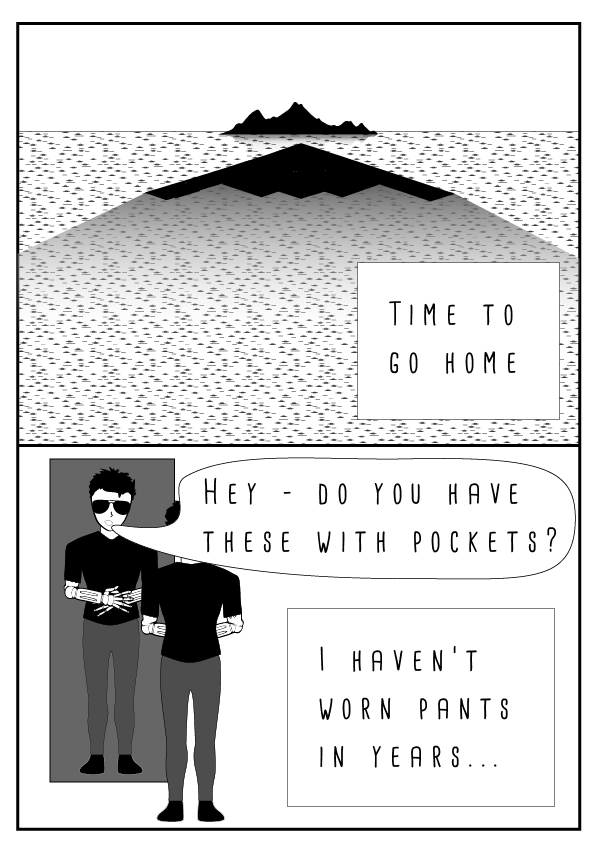 Time to
go home
Hey - do you have
these with pockets?
I haven't
worn pants
in years...